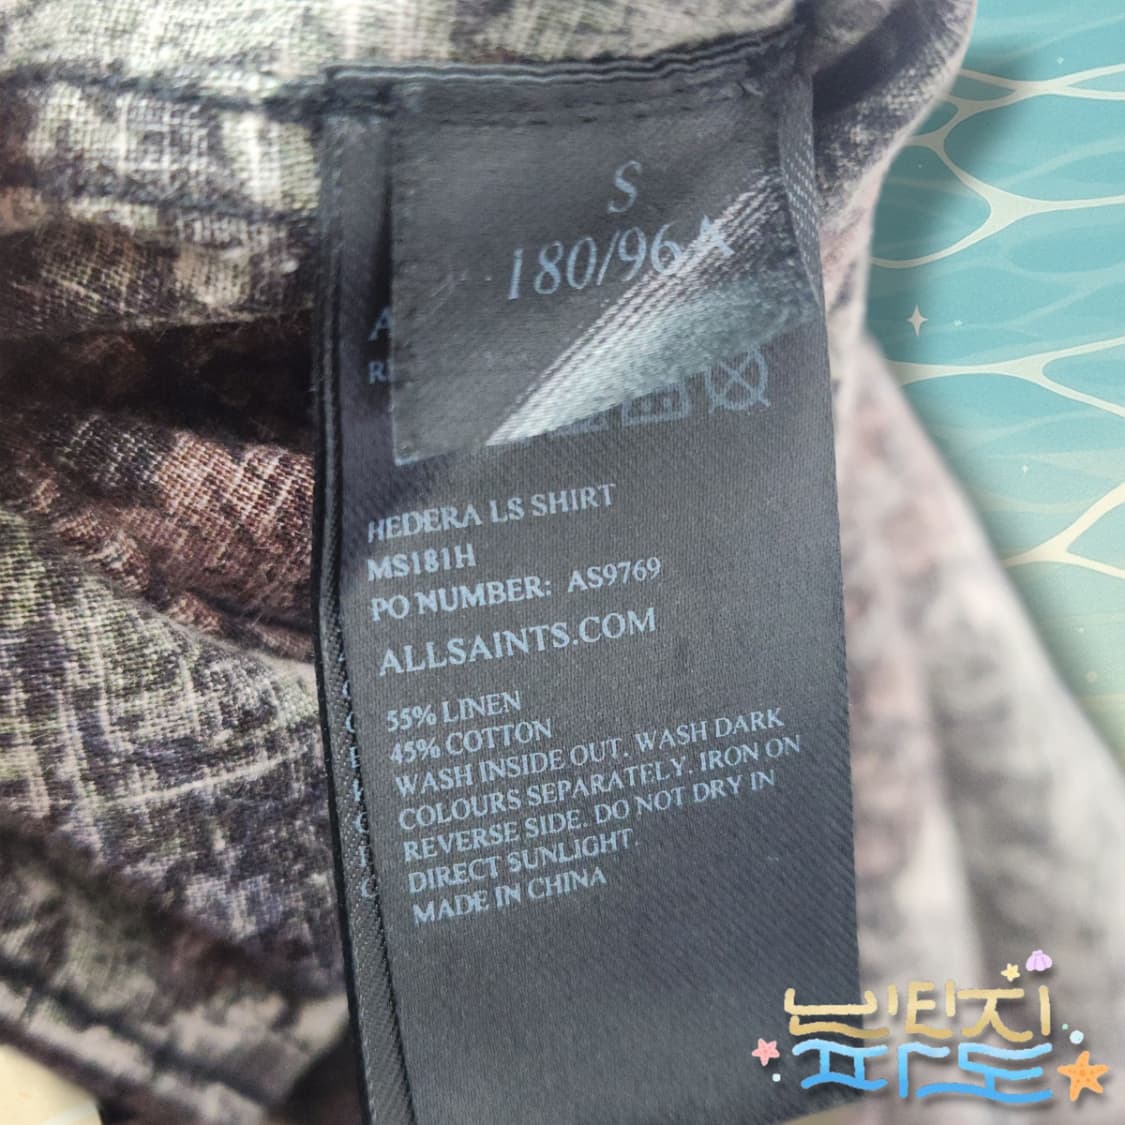 S
180/96A
HEDERA LS SHIRT
MS181H
PO NUMBER: AS9769
ALLSAINTS.COM
55% LINEN
45% COTTON
WASH INSIDE OUT. WASH DARK
COLOURS SEPARATELY. IRON ON
REVERSE SIDE. DO NOT DRY IN
DIRECT SUNLIGHT.
MADE IN CHINA
빈티지
파도